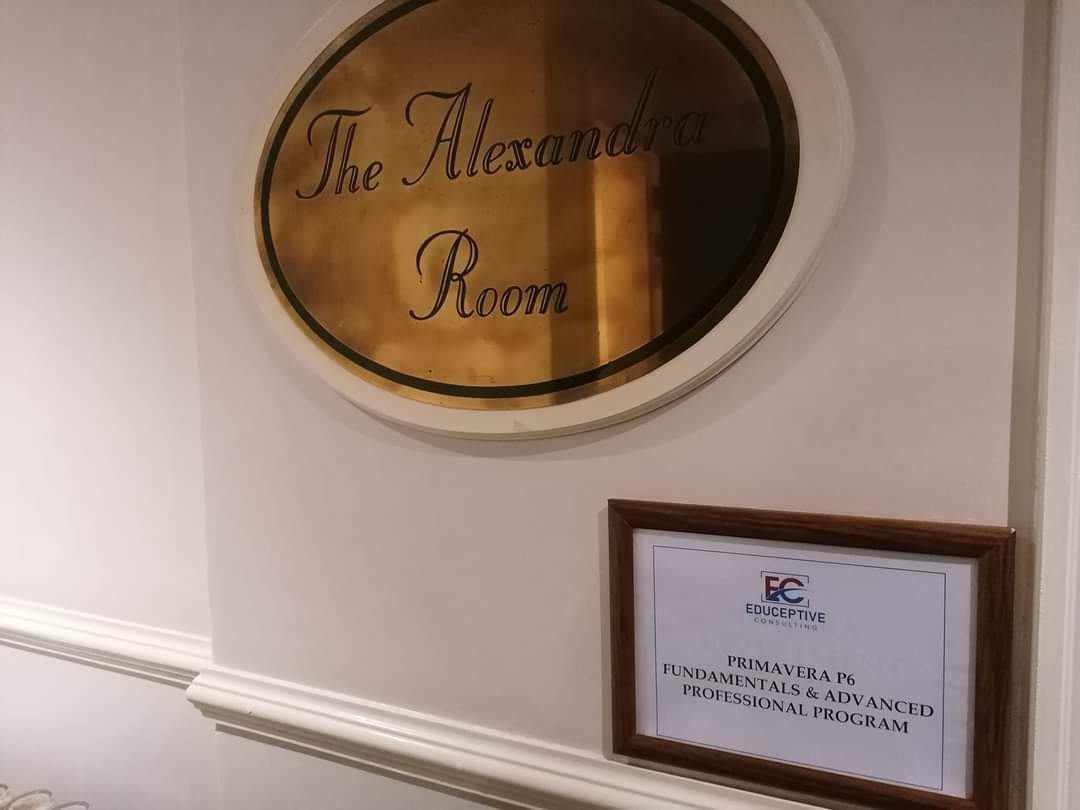 The Alexandra
Room
EC
EDUCEPTIVE
CONSULTING
PRIMAVERA P6
FUNDAMENTALS & ADVANCED
PROFESSIONAL PROGRAM